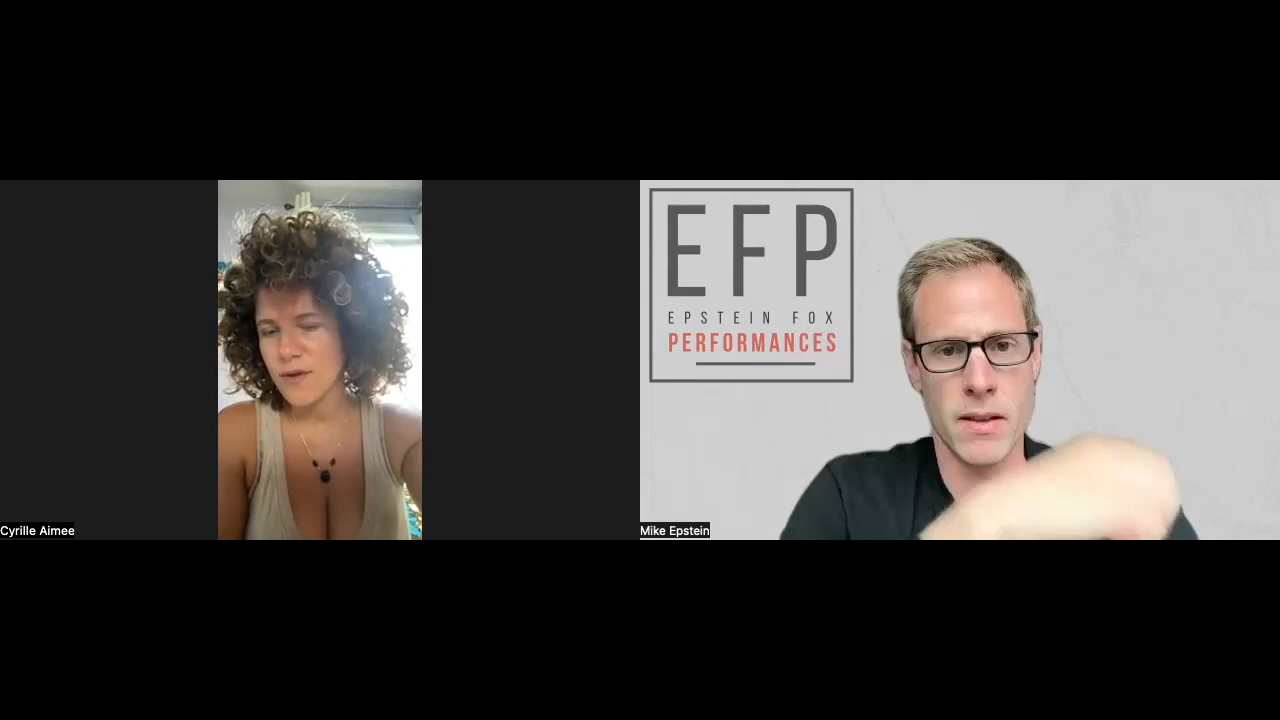 EFP
EPSTEIN FOX
PERFORMANCES
Cyrille Aimee
Mike Epstein